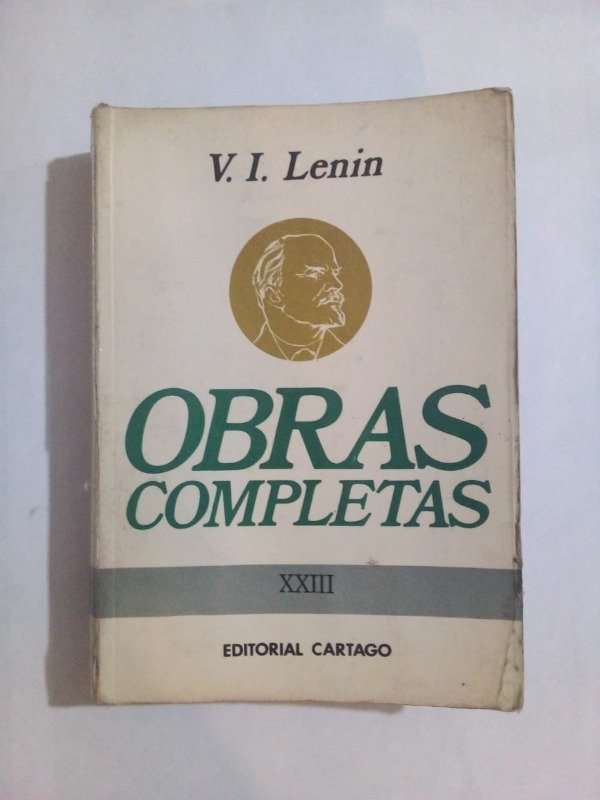 V. I. Lenin
OBRAS
COMPLETAS
XXIII
EDITORIAL CARTAGO